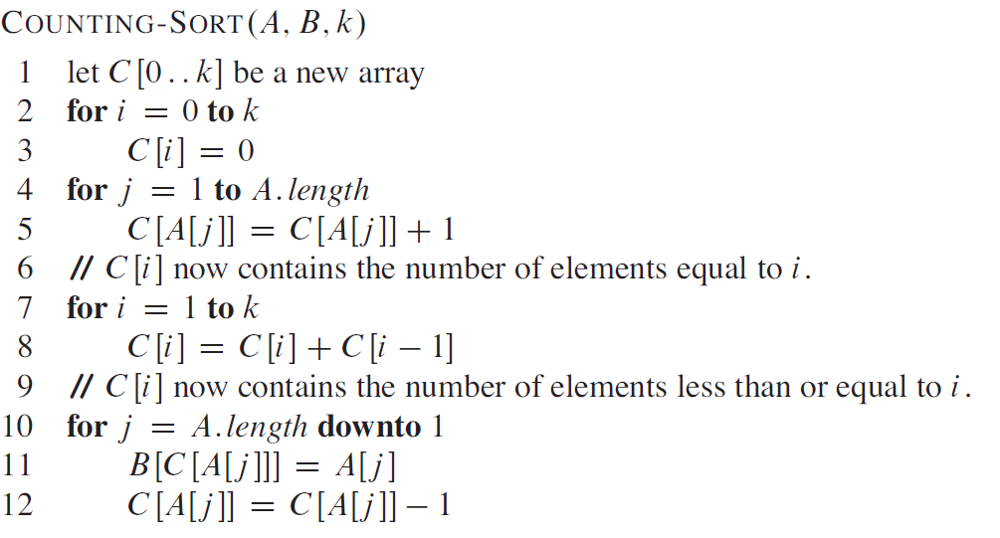 COUNTING-SORT(A, B, k)
1 let C[0..k] be a new array
2 for i = 0 to k
3 C[i] = 0
4 for j = 1 to A.length
5 C[A[j]] = C[A[j]] + 1
6 // C[i] now contains the number of elements equal to i.
7 for i = 1 to k
8 C[i] = C[i] + C[i − 1]
9 // C[i] now contains the number of elements less than or equal to i.
10 for j = A.length downto 1
11 B[C[A[j]]] = A[j]
12 C[A[j]] = C[A[j]] − 1